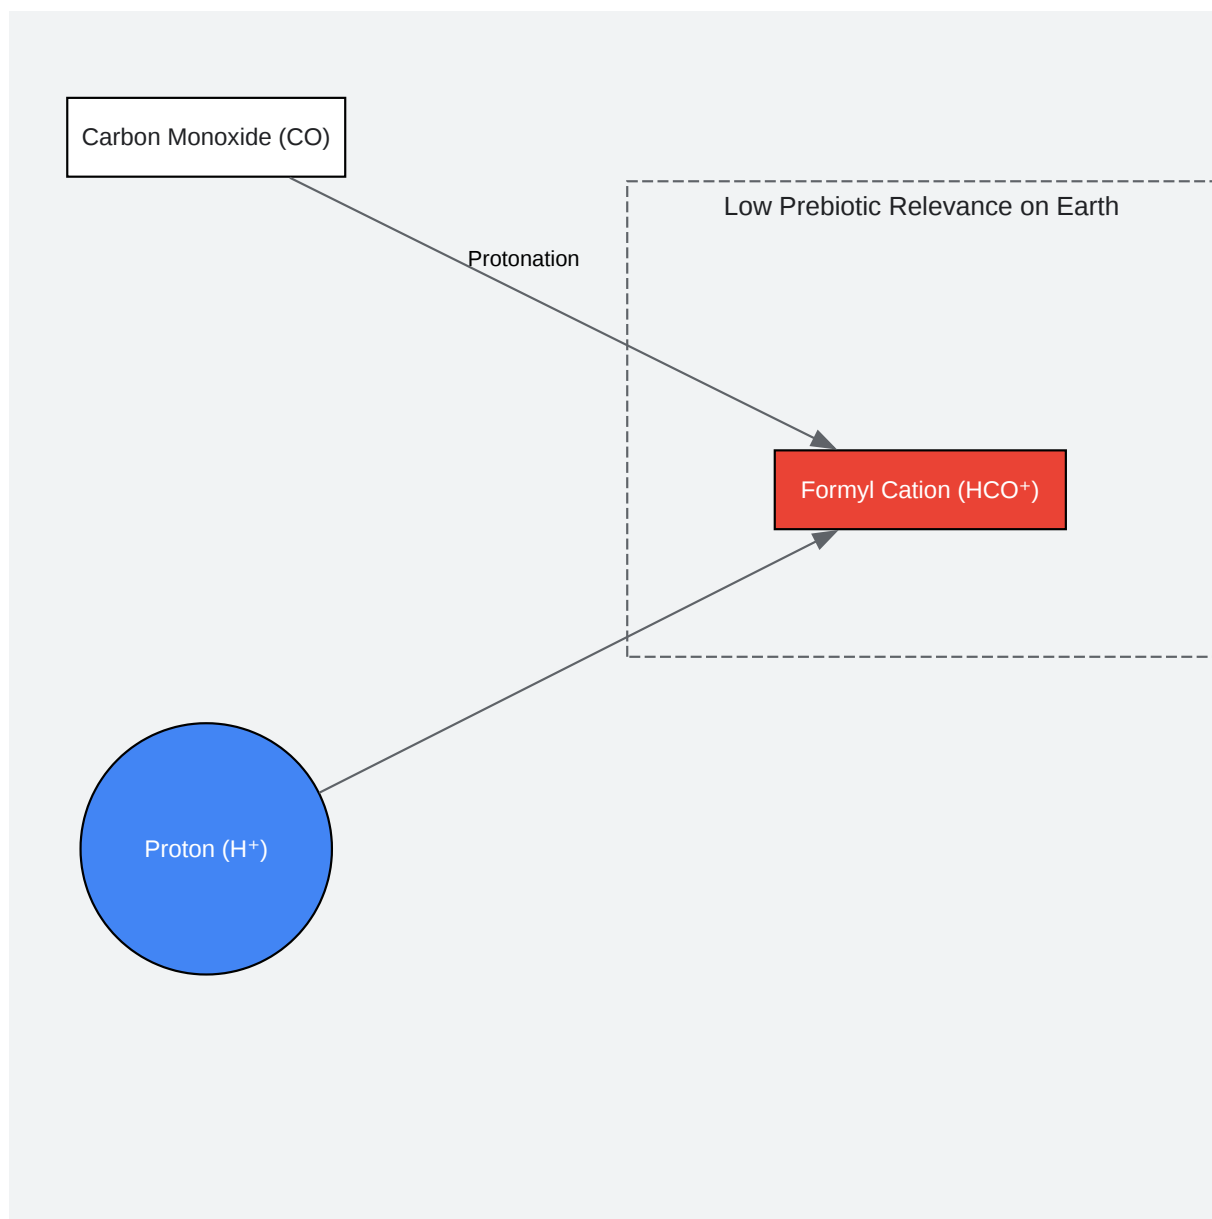 Carbon Monoxide (CO)
Low Prebiotic Relevance on Earth
Protonation
Formyl Cation (HCO⁺)
Proton (H⁺)